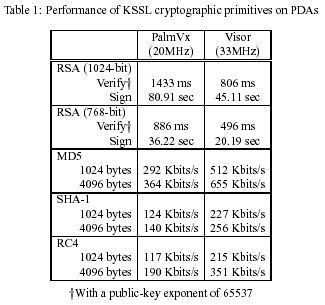 Table 1: Performance of KSSL cryptographic primitives on PDAs
PalmVx Visor
(20MHz) (33MHz)
RSA (1024-bit)
Verify† 1433 ms 806 ms
Sign 80.91 sec 45.11 sec
RSA (768-bit)
Verify† 886 ms 496 ms
Sign 36.22 sec 20.19 sec
MD5
1024 bytes 292 Kbits/s 512 Kbits/s
4096 bytes 364 Kbits/s 655 Kbits/s
SHA-1
1024 bytes 124 Kbits/s 227 Kbits/s
4096 bytes 140 Kbits/s 256 Kbits/s
RC4
1024 bytes 117 Kbits/s 215 Kbits/s
4096 bytes 190 Kbits/s 351 Kbits/s
†With a public-key exponent of 65537